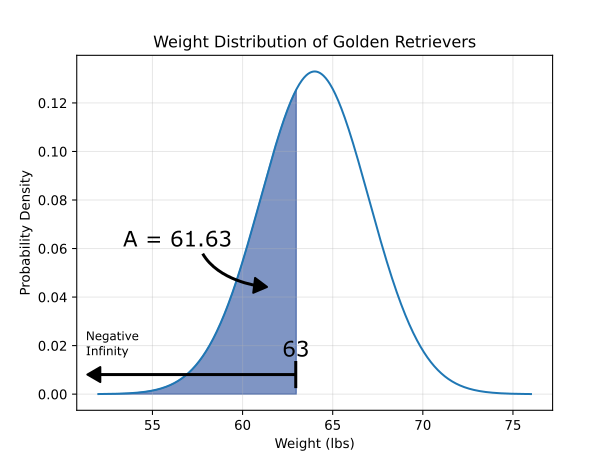 Weight Distribution of Golden Retrievers
Probability Density
0.12
0.10
0.08
0.06
0.04
0.02
0.00
A = 61.63
63
Negative
Infinity
55
60
65
70
75
Weight (lbs)